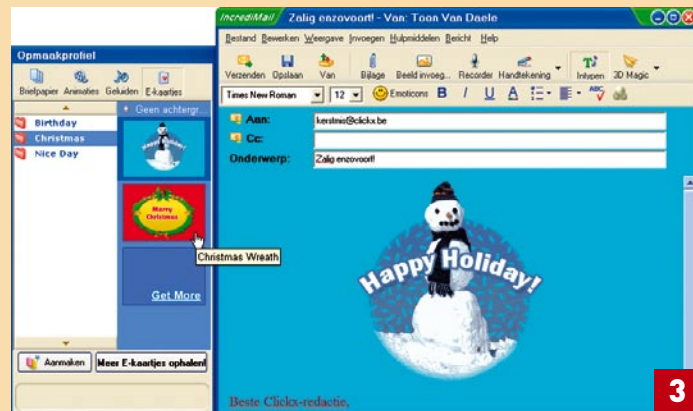 IncrediMail Zalig enzovoort! - Van: Toon Van Daele
Bestand Bewerken Weergave Invoegen Hulpmiddelen Bericht Help
Verzenden Opslaan Van Bijlage Beeld invoeg... Recorder Handtekening Intypen 3D Magic
Times New Roman 12 Emoticons B I U A ABC
Aan: kerstmis@clickx.be
Cc:
Onderwerp: Zalig enzovoort!
Happy Holiday!
Beste Clickx-redactie,
Opmaakprofiel
Briefpapier Animaties Geluiden E-kaartjes
Geen achtergr...
Birthday
Christmas
Nice Day
Happy Holiday!
Merry
Christmas
Christmas Wreath
Get More
Aanmaken Meer E-kaartjes ophalen!
3